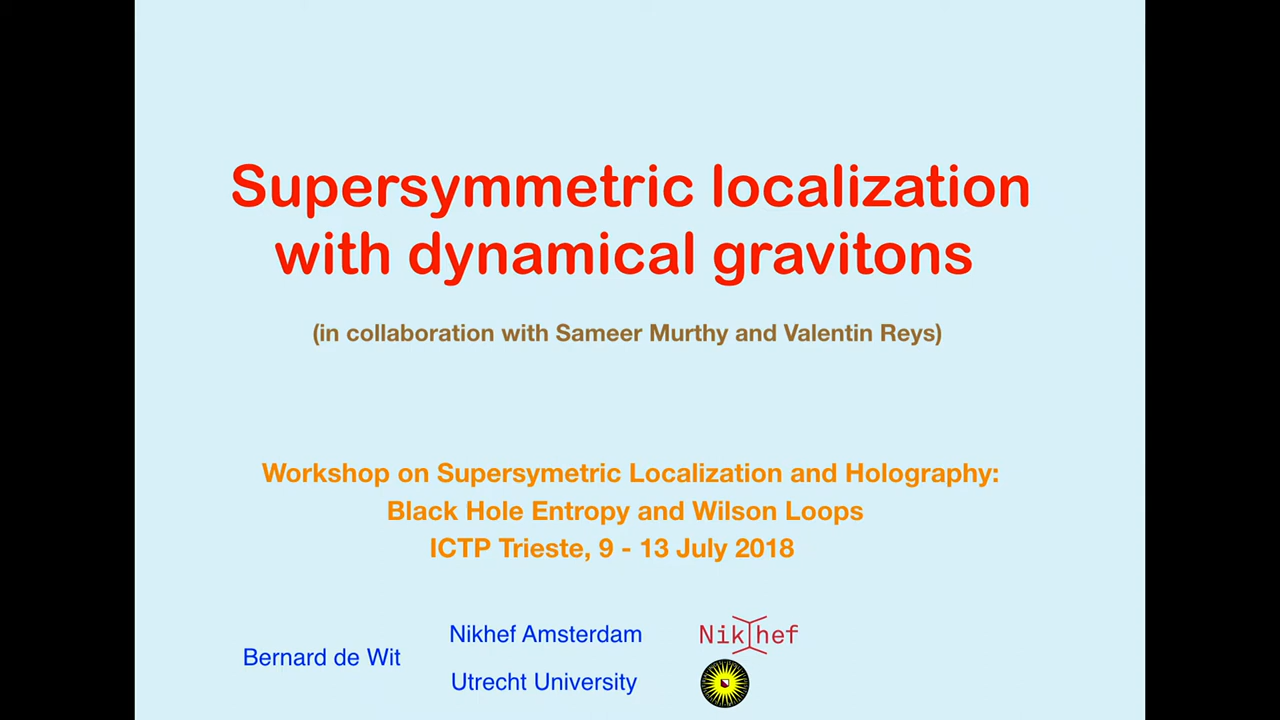 Supersymmetric localization
with dynamical gravitons
(in collaboration with Sameer Murthy and Valentin Reys)
Workshop on Supersymetric Localization and Holography:
Black Hole Entropy and Wilson Loops
ICTP Trieste, 9 - 13 July 2018
Bernard de Wit
Nikhef Amsterdam
Nikhef
Utrecht University